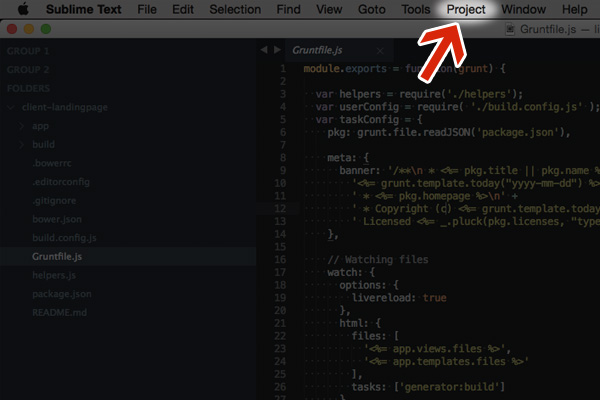 Sublime Text File Edit Selection Find View Goto Tools Project Window Help
Gruntfile.js —
GROUP 1
GROUP 2
FOLDERS
client-landingpage
app
build
.bowerrc
.editorconfig
.gitignore
bower.json
build.config.js
Gruntfile.js
helpers.js
package.json
README.md
Gruntfile.js ×
1 module.exports = function(grunt) {
2
3 var helpers = require('./helpers');
4 var userConfig = require( './build.config.js' );
5 var taskConfig = {
6 pkg: grunt.file.readJSON('package.json'),
7
8 meta: {
9 banner: '/**\n * <%= pkg.title || pkg.name %
10 '<%= grunt.template.today("yyyy-mm-dd") %>
11 ' * <%= pkg.homepage %>\n' +
12 ' * Copyright (c) <%= grunt.template.today
13 ' Licensed <%= _.pluck(pkg.licenses, "type
14 },
15
16 // Watching files
17 watch: {
18 options: {
19 livereload: true
20 },
21 html: {
22 files: [
23 '<%= app.views.files %>',
24 '<%= app.templates.files %>'
25 ],
26 tasks: ['generator:build']
27 }